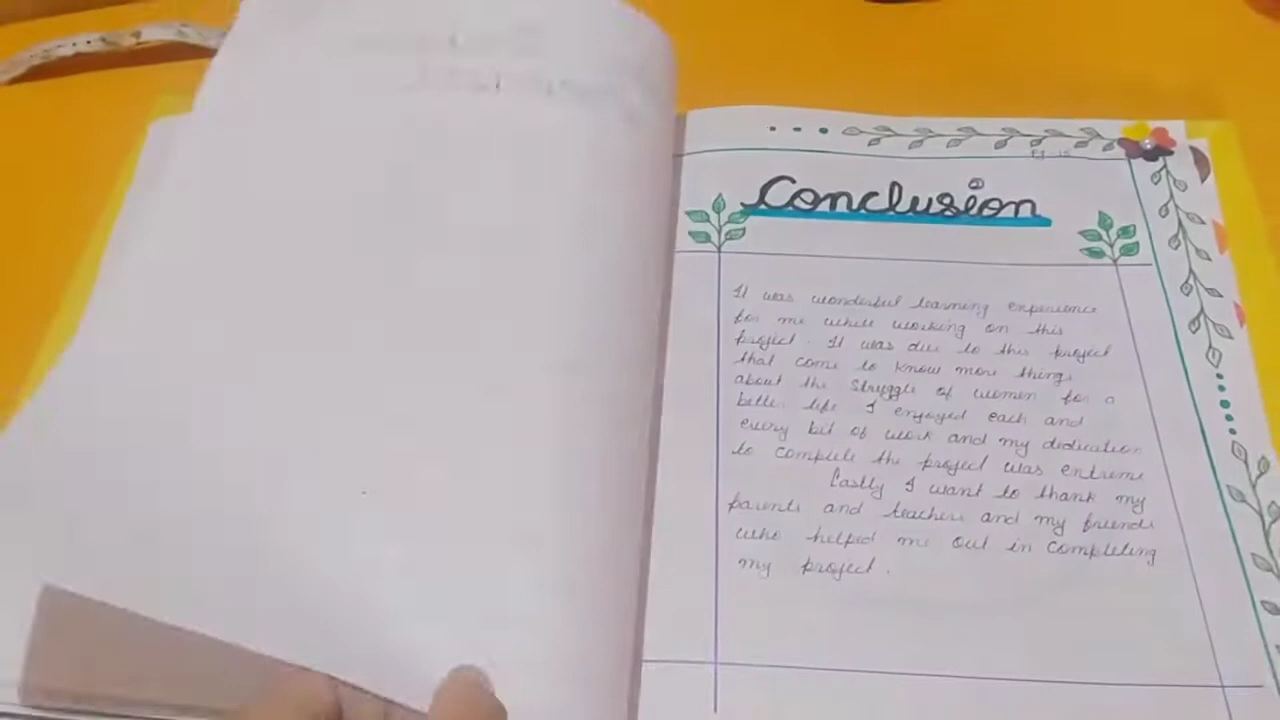 Conclusion
It was wonderful learning experience
for me while working on this
project. It was due to this project
that come to know more things
about the struggle of women for a
better life I enjoyed each and
every bit of work and my dedication
to complete the project was extreme
Lastly I want to thank my
parents and teachers and my friends
who helped me out in completing
my project.